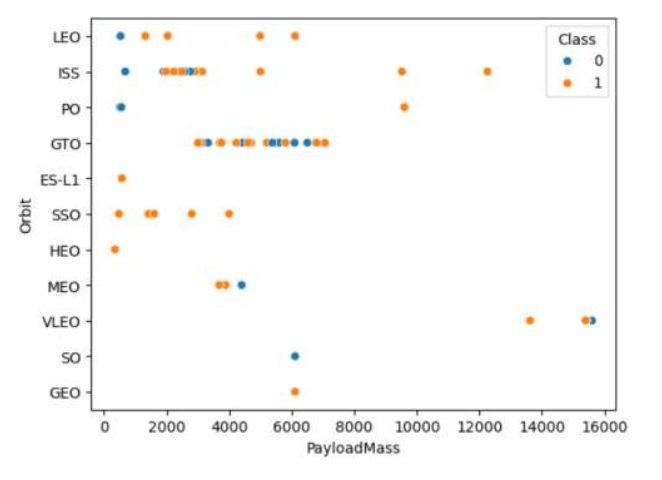 Class
0
1
LEO
ISS
PO
GTO
ES-L1
SSO
HEO
MEO
VLEO
SO
GEO
Orbit
0 2000 4000 6000 8000 10000 12000 14000 16000
PayloadMass